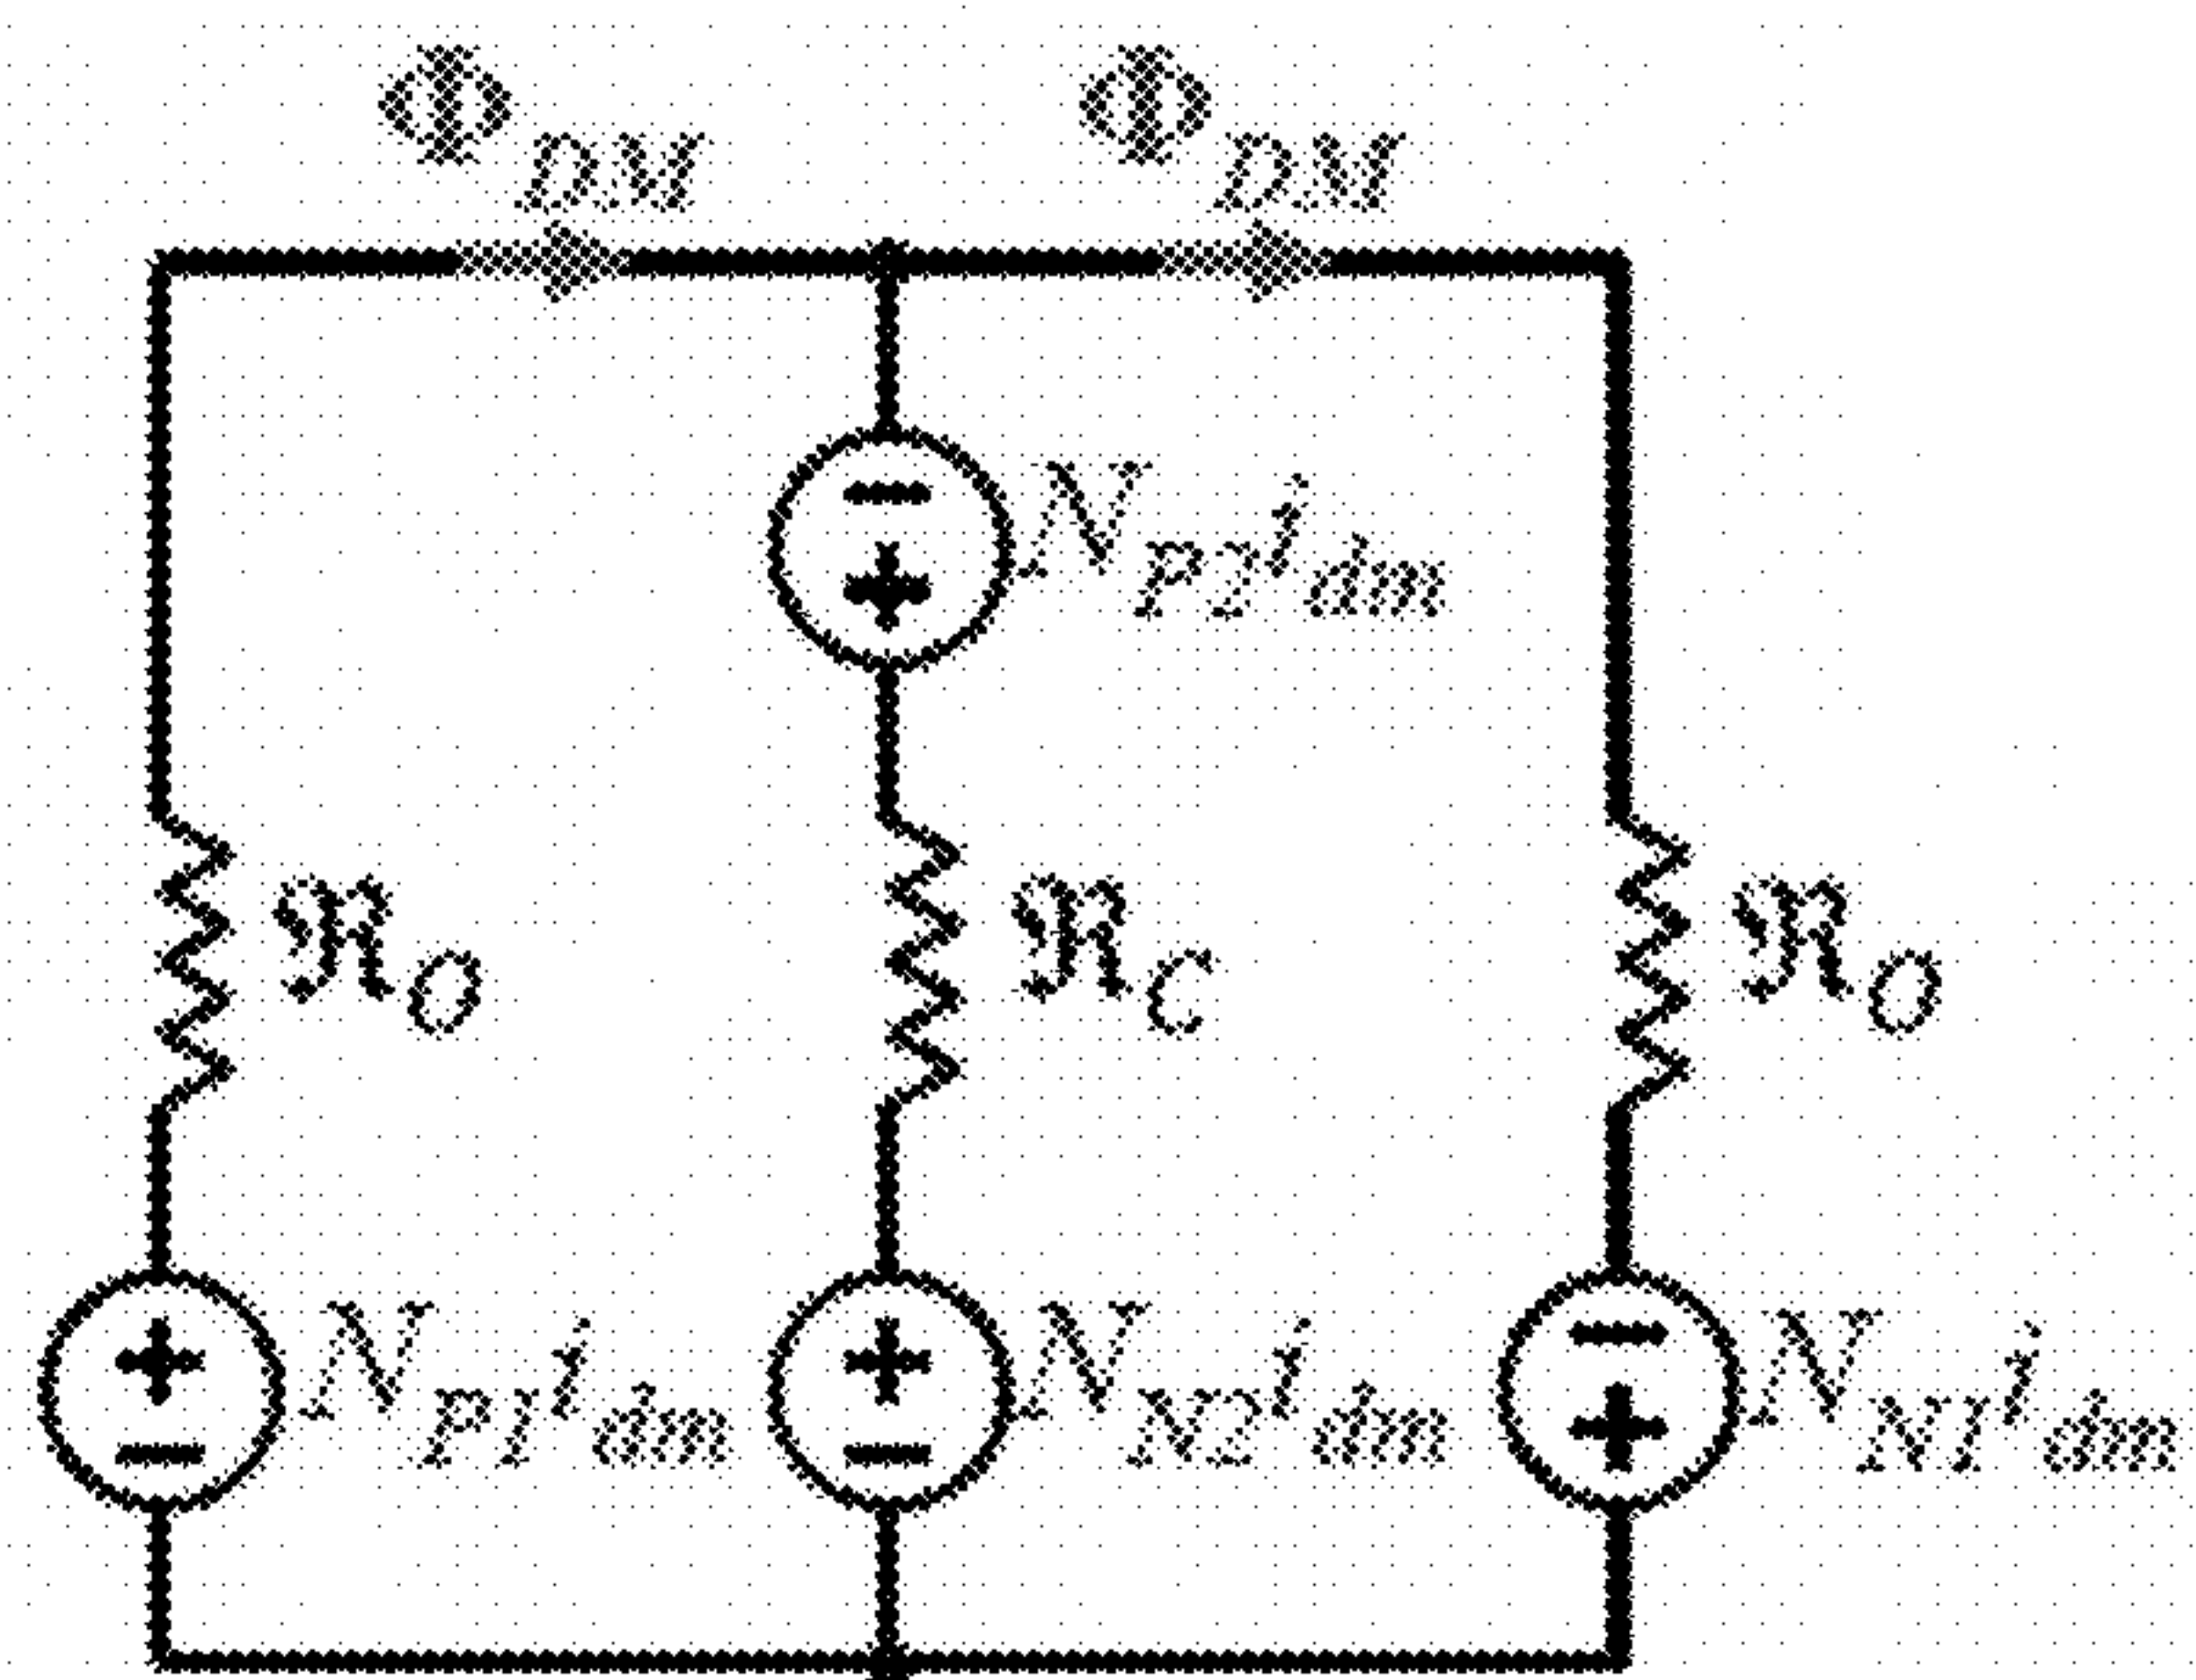 Φ_DM Φ_DM
− N_P2 i_dm
+
ℜ_O ℜ_C ℜ_O
+ N_P1 i_dm + N_N2 i_dm − N_N1 i_dm
− − +